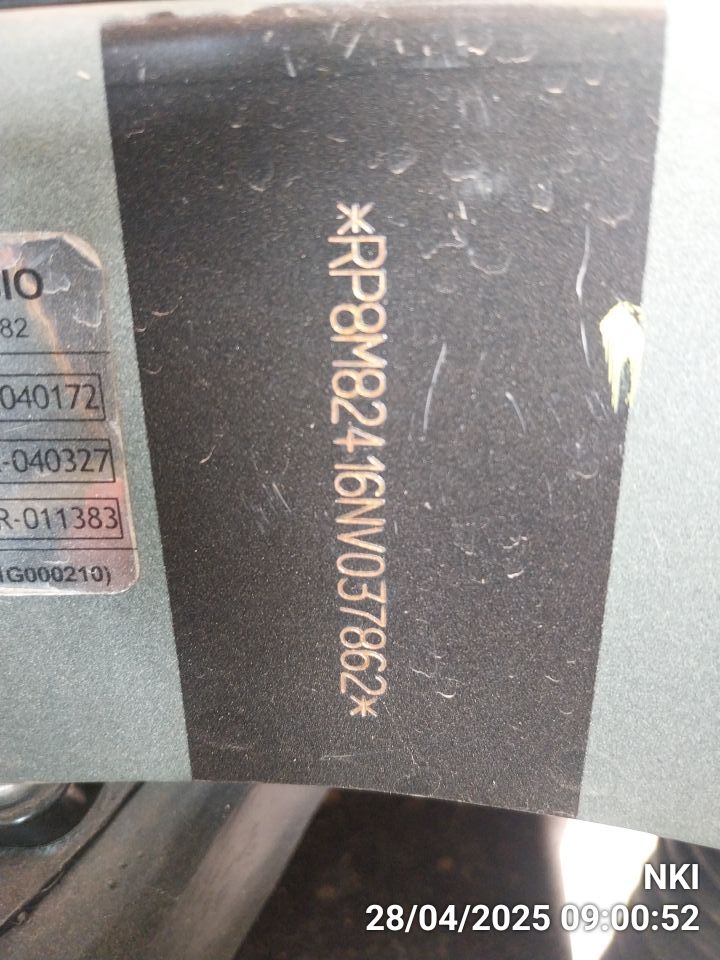 IO
82
040172
-040327
R-011383
1G000210)
*RP8M82416NV037862*
NKI
28/04/2025 09:00:52